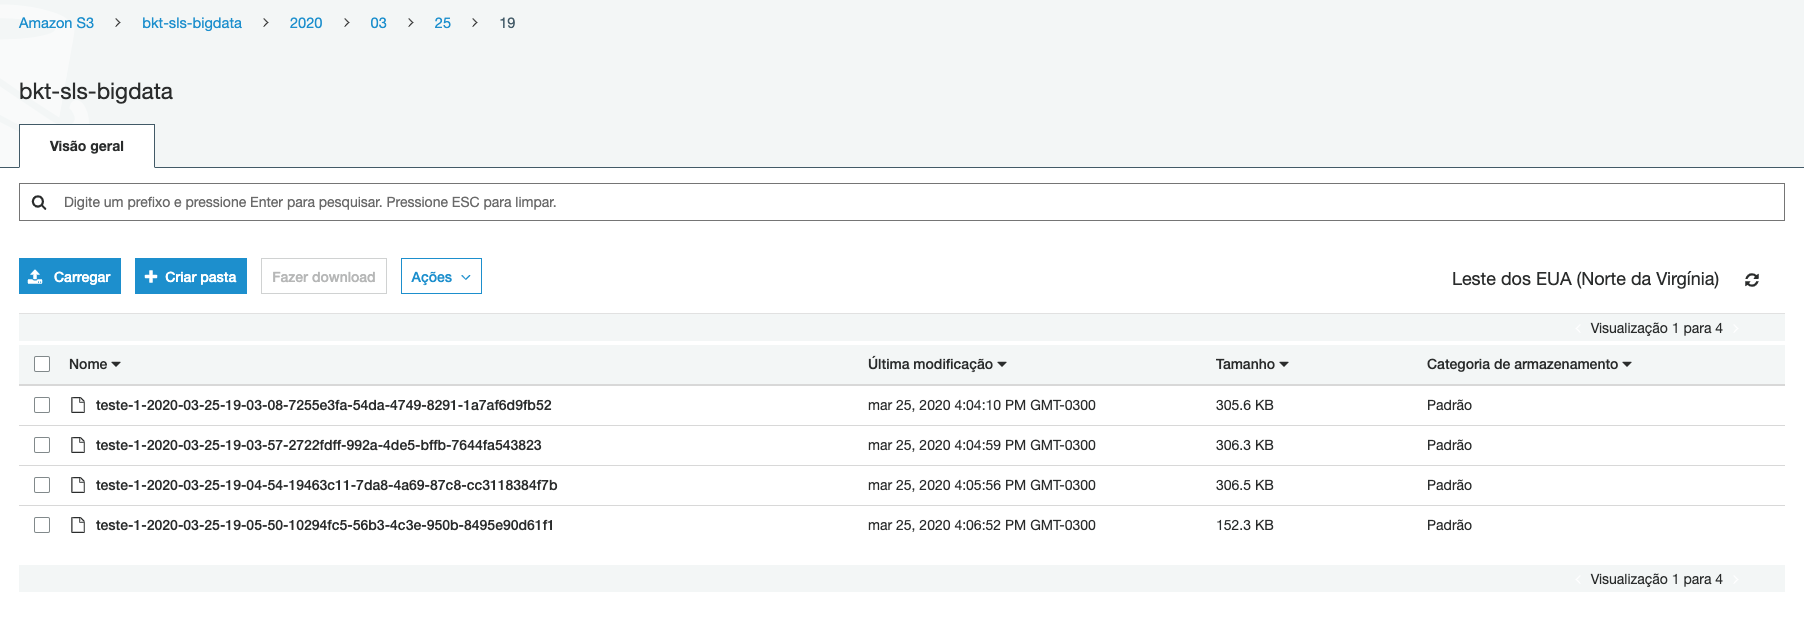 Amazon S3 > bkt-sls-bigdata > 2020 > 03 > 25 > 19
bkt-sls-bigdata
Visão geral
Digite um prefixo e pressione Enter para pesquisar. Pressione ESC para limpar.
Carregar + Criar pasta Fazer download Ações Leste dos EUA (Norte da Virgínia)
Visualização 1 para 4
Nome Última modificação Tamanho Categoria de armazenamento
teste-1-2020-03-25-19-03-08-7255e3fa-54da-4749-8291-1a7af6d9fb52 mar 25, 2020 4:04:10 PM GMT-0300 305.6 KB Padrão
teste-1-2020-03-25-19-03-57-2722fdff-992a-4de5-bffb-7644fa543823 mar 25, 2020 4:04:59 PM GMT-0300 306.3 KB Padrão
teste-1-2020-03-25-19-04-54-19463c11-7da8-4a69-87c8-cc3118384f7b mar 25, 2020 4:05:56 PM GMT-0300 306.5 KB Padrão
teste-1-2020-03-25-19-05-50-10294fc5-56b3-4c3e-950b-8495e90d61f1 mar 25, 2020 4:06:52 PM GMT-0300 152.3 KB Padrão
Visualização 1 para 4